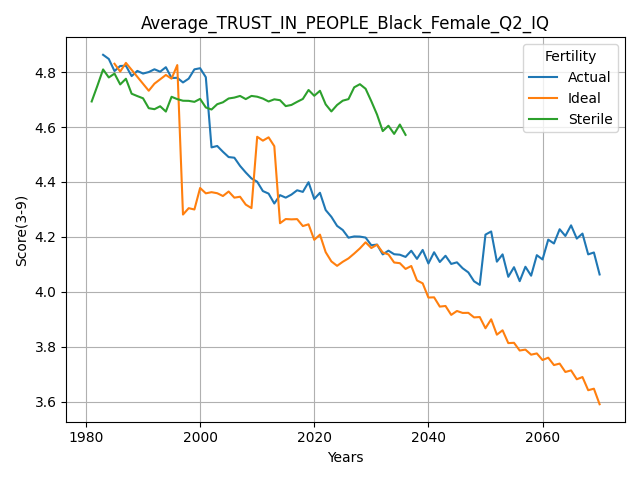 Average_TRUST_IN_PEOPLE_Black_Female_Q2_IQ
Fertility
Actual
Ideal
Sterile
Score(3-9)
4.8
4.6
4.4
4.2
4.0
3.8
3.6
1980
2000
2020
2040
2060
Years